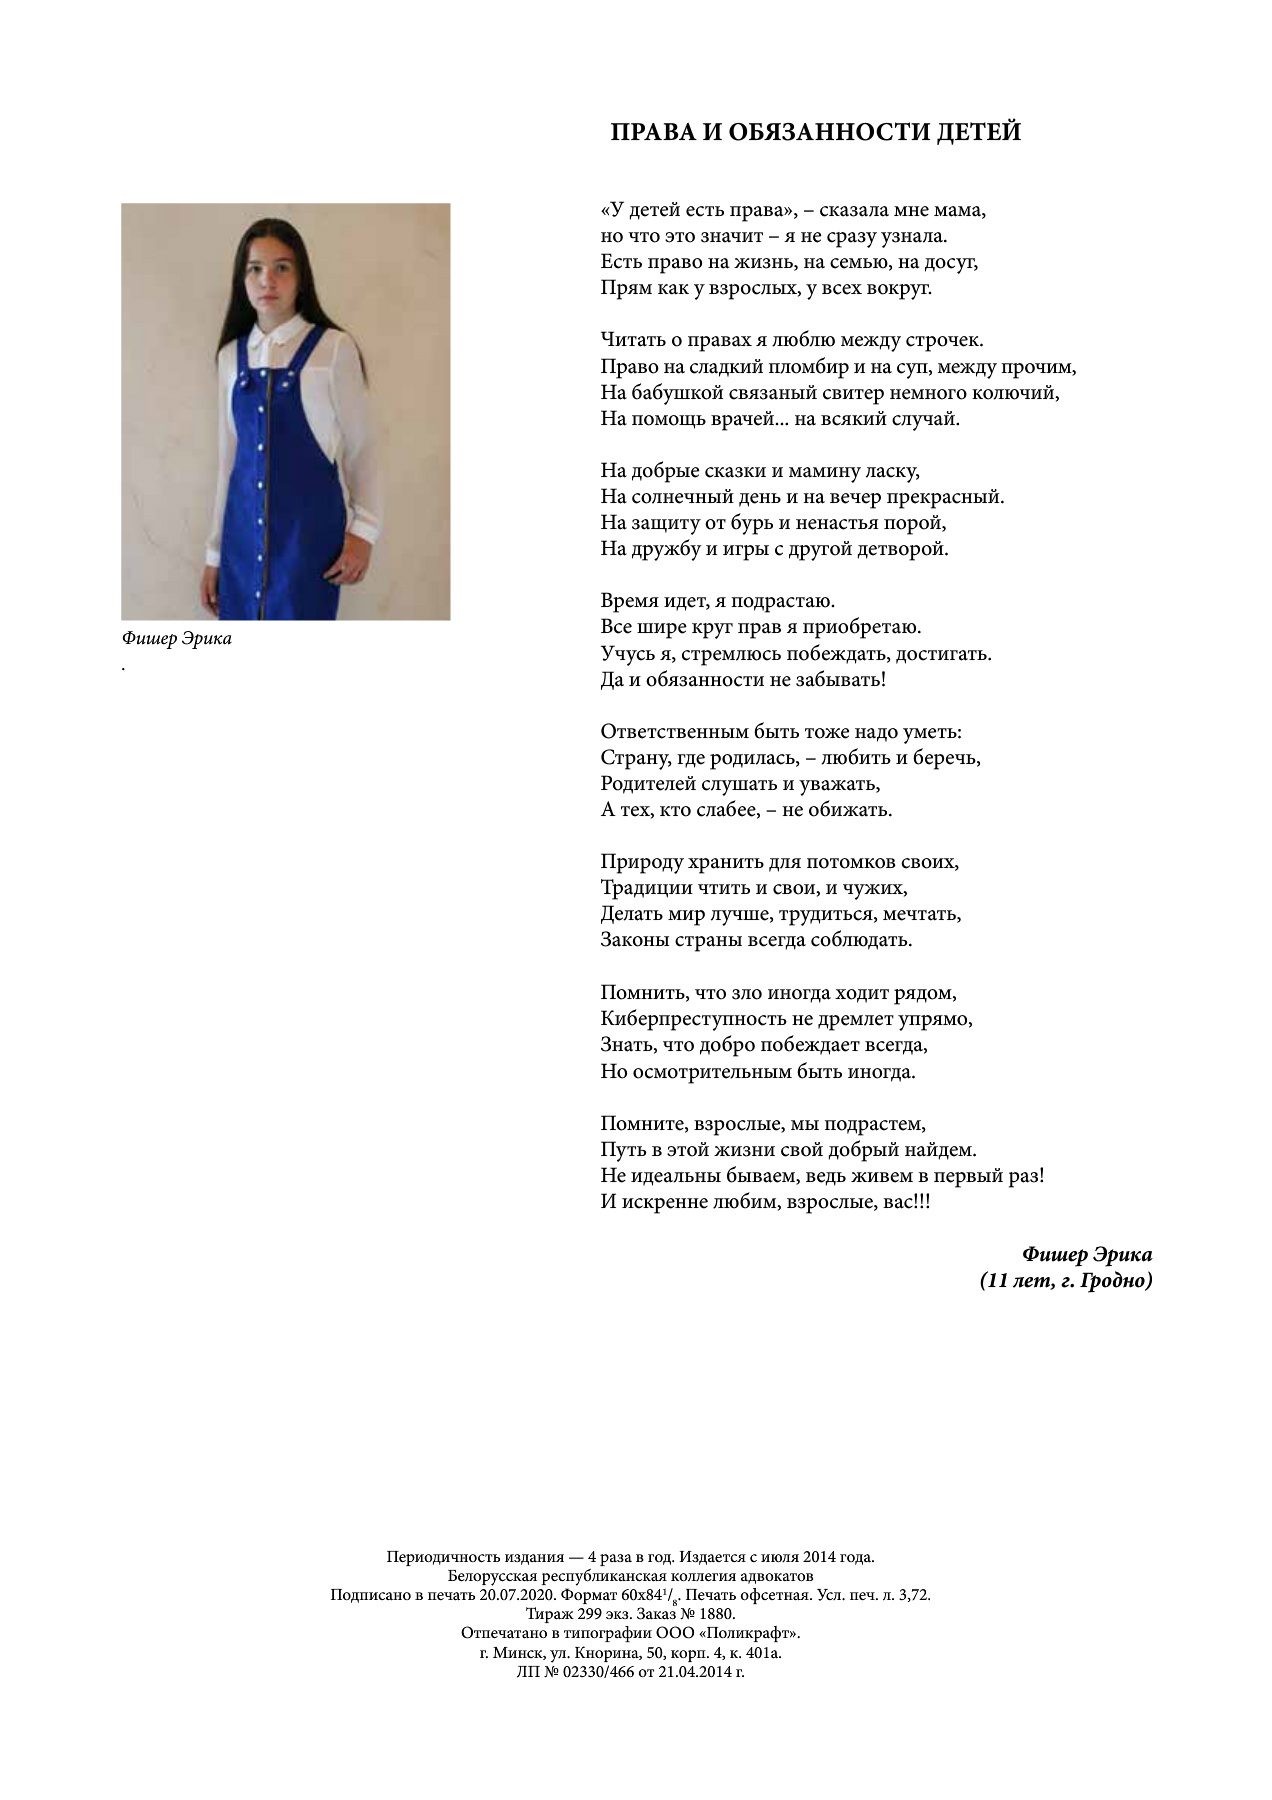 ПРАВА И ОБЯЗАННОСТИ ДЕТЕЙ
«У детей есть права», – сказала мне мама,
но что это значит – я не сразу узнала.
Есть право на жизнь, на семью, на досуг,
Прям как у взрослых, у всех вокруг.
Читать о правах я люблю между строчек.
Право на сладкий пломбир и на суп, между прочим,
На бабушкой связаный свитер немного колючий,
На помощь врачей... на всякий случай.
На добрые сказки и мамину ласку,
На солнечный день и на вечер прекрасный.
На защиту от бурь и ненастья порой,
На дружбу и игры с другой детворой.
Время идет, я подрастаю.
Все шире круг прав я приобретаю.
Учусь я, стремлюсь побеждать, достигать.
Да и обязанности не забывать!
Ответственным быть тоже надо уметь:
Страну, где родилась, – любить и беречь,
Родителей слушать и уважать,
А тех, кто слабее, – не обижать.
Природу хранить для потомков своих,
Традиции чтить и свои, и чужих,
Делать мир лучше, трудиться, мечтать,
Законы страны всегда соблюдать.
Помнить, что зло иногда ходит рядом,
Киберпреступность не дремлет упрямо,
Знать, что добро побеждает всегда,
Но осмотрительным быть иногда.
Помните, взрослые, мы подрастем,
Путь в этой жизни свой добрый найдем.
Не идеальны бываем, ведь живем в первый раз!
И искренне любим, взрослые, вас!!!
Фишер Эрика
(11 лет, г. Гродно)
Фишер Эрика
.
Периодичность издания — 4 раза в год. Издается с июля 2014 года.
Белорусская республиканская коллегия адвокатов
Подписано в печать 20.07.2020. Формат 60х84¹/₈. Печать офсетная. Усл. печ. л. 3,72.
Тираж 299 экз. Заказ № 1880.
Отпечатано в типографии ООО «Поликрафт».
г. Минск, ул. Кнорина, 50, корп. 4, к. 401а.
ЛП № 02330/466 от 21.04.2014 г.